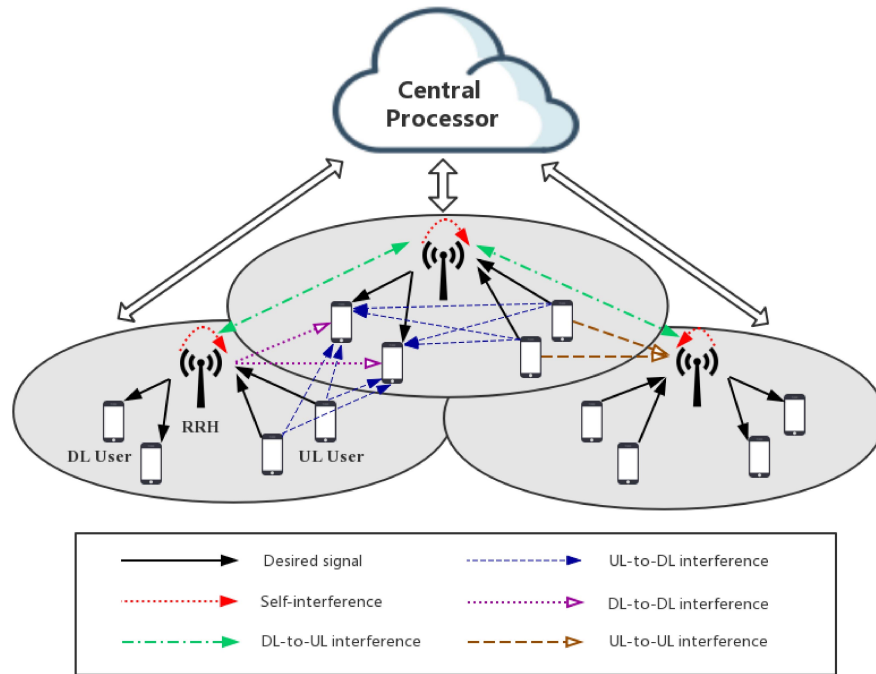 Central
Processor
RRH
DL User
UL User
Desired signal
UL-to-DL interference
Self-interference
DL-to-DL interference
DL-to-UL interference
UL-to-UL interference